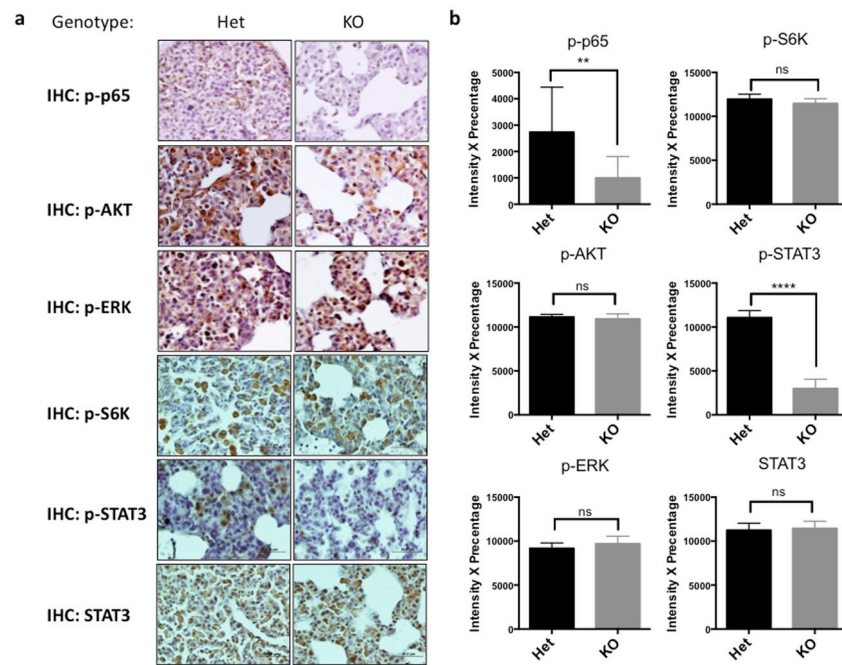 a
Genotype: Het KO
IHC: p-p65
IHC: p-AKT
IHC: p-ERK
IHC: p-S6K
IHC: p-STAT3
IHC: STAT3
b
p-p65
Intensity X Precentage
5000
4000
3000
2000
1000
0
**
Het
KO
p-S6K
Intensity X Precentage
15000
10000
5000
0
ns
Het
KO
p-AKT
Intensity X Precentage
15000
10000
5000
0
ns
Het
KO
p-STAT3
Intensity X Precentage
15000
10000
5000
0
****
Het
KO
p-ERK
Intensity X Precentage
15000
10000
5000
0
ns
Het
KO
STAT3
Intensity X Precentage
15000
10000
5000
0
ns
Het
KO